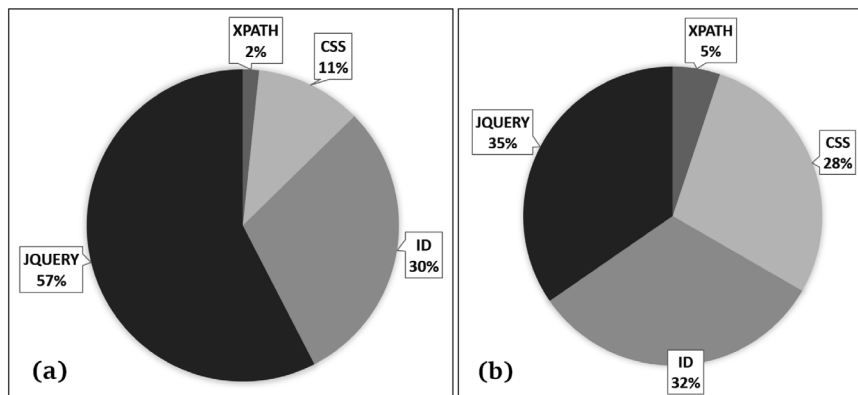 XPATH
2%
CSS
11%
ID
30%
JQUERY
57%
(a)
XPATH
5%
CSS
28%
ID
32%
JQUERY
35%
(b)